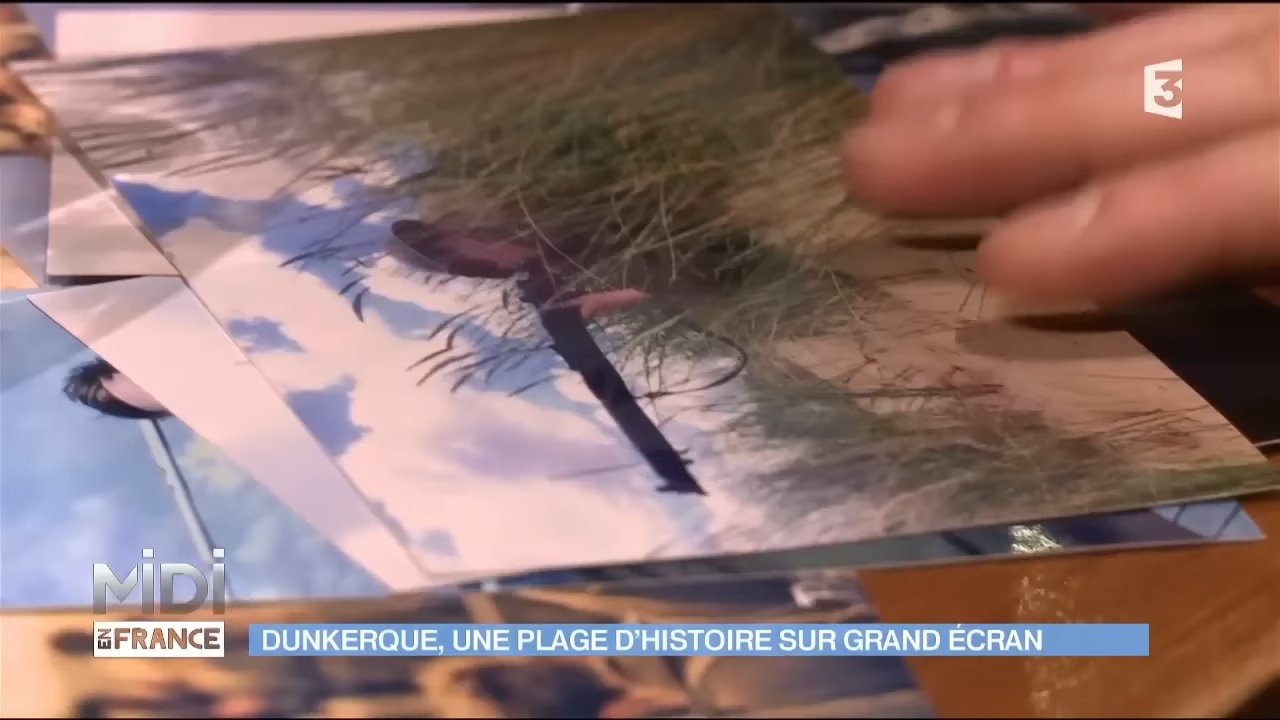 3
MiDi
EN FRANCE
DUNKERQUE, UNE PLAGE D'HISTOIRE SUR GRAND ÉCRAN